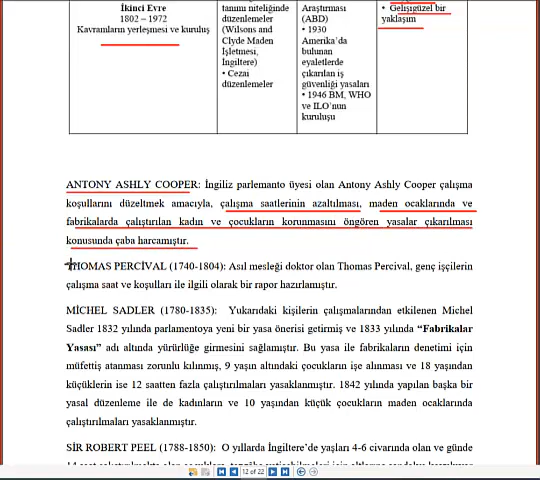 İkinci Evre
1802 – 1972
Kavramların yerleşmesi ve kuruluş
tanımı niteliğinde
düzenlemeler
(Wilsons and
Clyde Maden
İşletmesi,
İngiltere)
• Cezai
düzenlemeler
Araştırması
(ABD)
• 1930
Amerika’da
bulunan
eyaletlerde
çıkarılan iş
güvenliği yasaları
• 1946 BM, WHO
ve ILO’nun
kuruluşu
• Gelişigüzel bir
yaklaşım
ANTONY ASHLY COOPER: İngiliz parlemanto üyesi olan Antony Ashly Cooper çalışma
koşullarını düzeltmek amacıyla, çalışma saatlerinin azaltılması, maden ocaklarında ve
fabrikalarda çalıştırılan kadın ve çocukların korunmasını öngören yasalar çıkarılması
konusunda çaba harcamıştır.
THOMAS PERCİVAL (1740-1804): Asıl mesleği doktor olan Thomas Percival, genç işçilerin
çalışma saat ve koşulları ile ilgili olarak bir rapor hazırlamıştır.
MİCHEL SADLER (1780-1835): Yukarıdaki kişilerin çalışmalarından etkilenen Michel
Sadler 1832 yılında parlamentoya yeni bir yasa önerisi getirmiş ve 1833 yılında “Fabrikalar
Yasası” adı altında yürürlüğe girmesini sağlamıştır. Bu yasa ile fabrikaların denetimi için
müfettiş atanması zorunlu kılınmış, 9 yaşın altındaki çocukların işe alınması ve 18 yaşından
küçüklerin ise 12 saatten fazla çalıştırılmaları yasaklanmıştır. 1842 yılında yapılan başka bir
yasal düzenleme ile de kadınların ve 10 yaşından küçük çocukların maden ocaklarında
çalıştırılmaları yasaklanmıştır.
SİR ROBERT PEEL (1788-1850): O yıllarda İngiltere’de yaşları 4-6 civarında olan ve günde
12 of 22